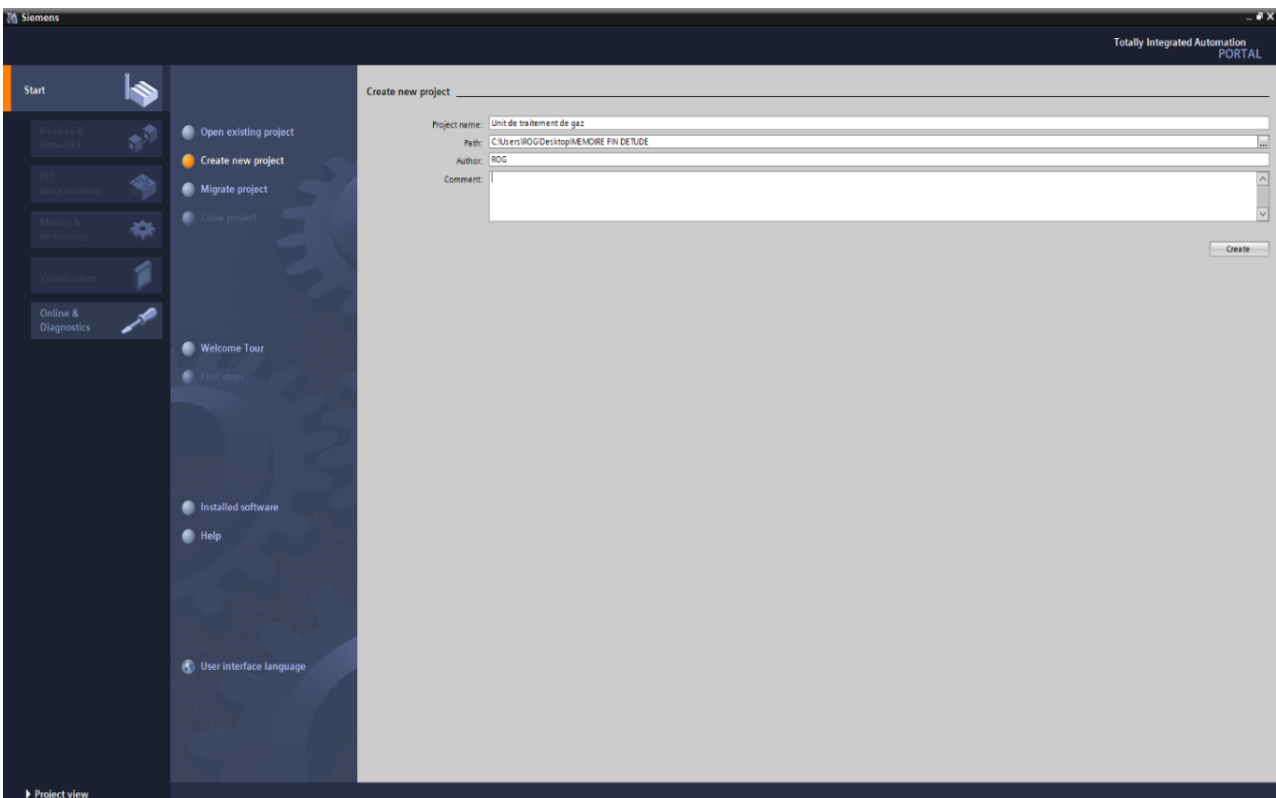 Siemens
Totally Integrated Automation
PORTAL
Start
Devices &
networks
PLC
programming
Motion &
technology
Visualization
Online &
Diagnostics
Open existing project
Create new project
Migrate project
Close project
Welcome Tour
First steps
Installed software
Help
User interface language
Create new project
Project name: Unit de traitement de gaz
Path: C:\Users\ROG\Desktop\MEMOIRE FIN DETUDE
...
Author: ROG
Comment:
Create
Project view